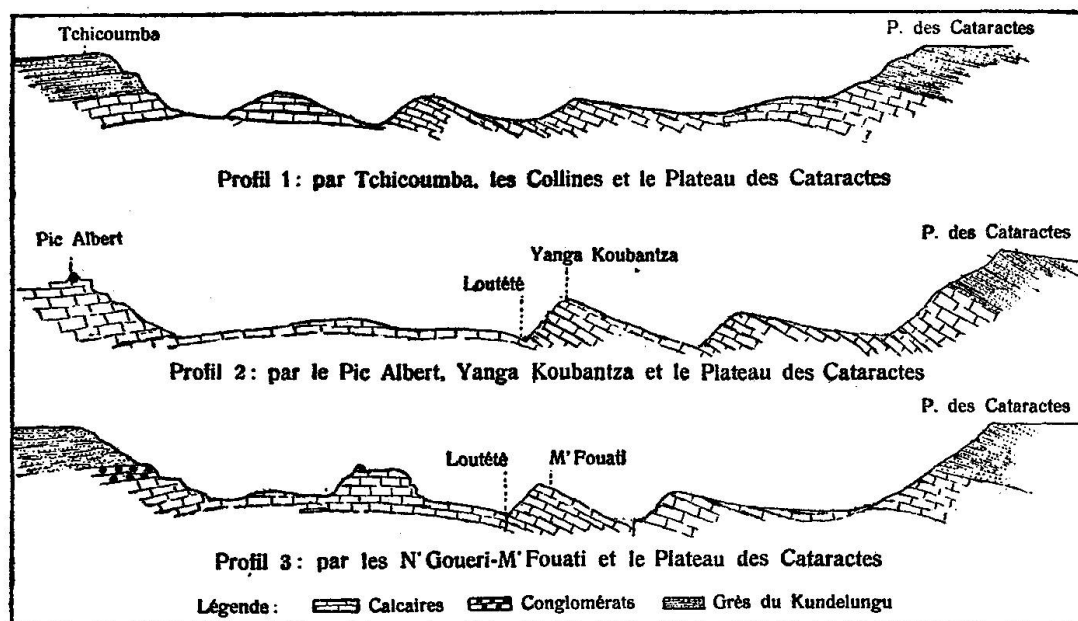 Tchicoumba
P. des Cataractes
Profil 1 : par Tchicoumba, les Collines et le Plateau des Cataractes
Pic Albert
Loutété
Yanga Koubantza
P. des Cataractes
Profil 2 : par le Pic Albert, Yanga Koubantza et le Plateau des Cataractes
Loutété
M'Fouati
P. des Cataractes
Profil 3 : par les N'Goueri-M'Fouati et le Plateau des Cataractes
Légende : Calcaires Conglomérats Grès du Kundelungu